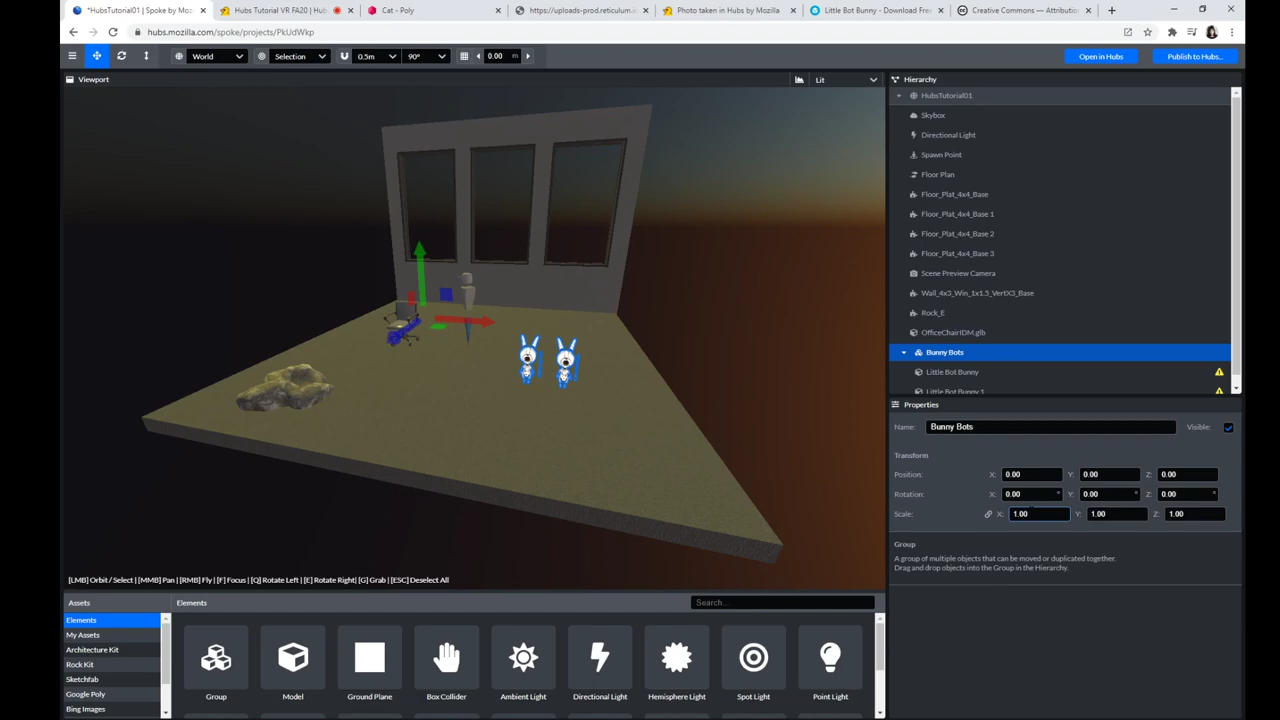 *HubsTutorial01 | Spoke by Moz
Hubs Tutorial VR FA20 | Hubs
Cat - Poly
https://uploads-prod.reticulum.i
Photo taken in Hubs by Mozilla
Little Bot Bunny - Download Fre
Creative Commons — Attribution
hubs.mozilla.com/spoke/projects/PkUdWkp
World
Selection
0.5m
90°
0.00 m
Open in Hubs
Publish to Hubs...
Viewport
Lit
Hierarchy
HubsTutorial01
Skybox
Directional Light
Spawn Point
Floor Plan
Floor_Plat_4x4_Base
Floor_Plat_4x4_Base 1
Floor_Plat_4x4_Base 2
Floor_Plat_4x4_Base 3
Scene Preview Camera
Wall_4x3_Win_1x1.5_VertX3_Base
Rock_E
OfficeChairIDM.glb
Bunny Bots
Little Bot Bunny
Little Bot Bunny 1
Properties
Name: Bunny Bots Visible:
Transform
Position: X: 0.00 Y: 0.00 Z: 0.00
Rotation: X: 0.00 ° Y: 0.00 ° Z: 0.00 °
Scale: X: 1.00 Y: 1.00 Z: 1.00
Group
A group of multiple objects that can be moved or duplicated together.
Drag and drop objects into the Group in the Hierarchy.
[LMB] Orbit / Select | [MMB] Pan | [RMB] Fly | [F] Focus | [Q] Rotate Left | [E] Rotate Right| [G] Grab | [ESC] Deselect All
Assets
Elements
Search...
Elements
My Assets
Architecture Kit
Rock Kit
Sketchfab
Google Poly
Bing Images
Group
Model
Ground Plane
Box Collider
Ambient Light
Directional Light
Hemisphere Light
Spot Light
Point Light